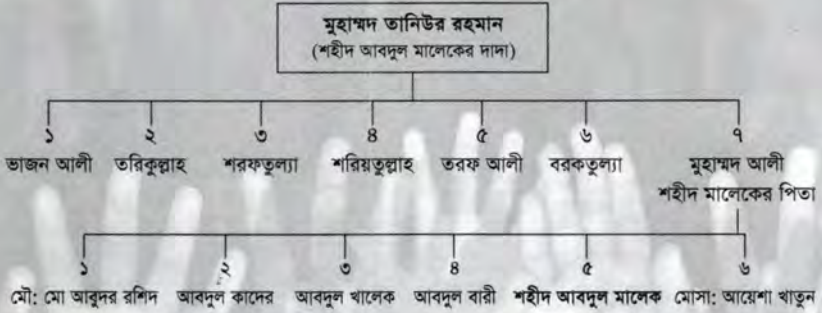 মুহাম্মদ তানিউর রহমান
(শহীদ আবদুল মালেকের দাদা)
১ ২ ৩ ৪ ৫ ৬ ৭
ভাজন আলী তরিকুল্লাহ শরফতুল্যা শরিয়তুল্লাহ তরফ আলী বরকতুল্যা মুহাম্মদ আলী
শহীদ মালেকের পিতা
১ ২ ৩ ৪ ৫ ৬
মৌ: মো আবুদর রশিদ আবদুল কাদের আবদুল খালেক আবদুল বারী শহীদ আবদুল মালেক মোসা: আয়েশা খাতুন